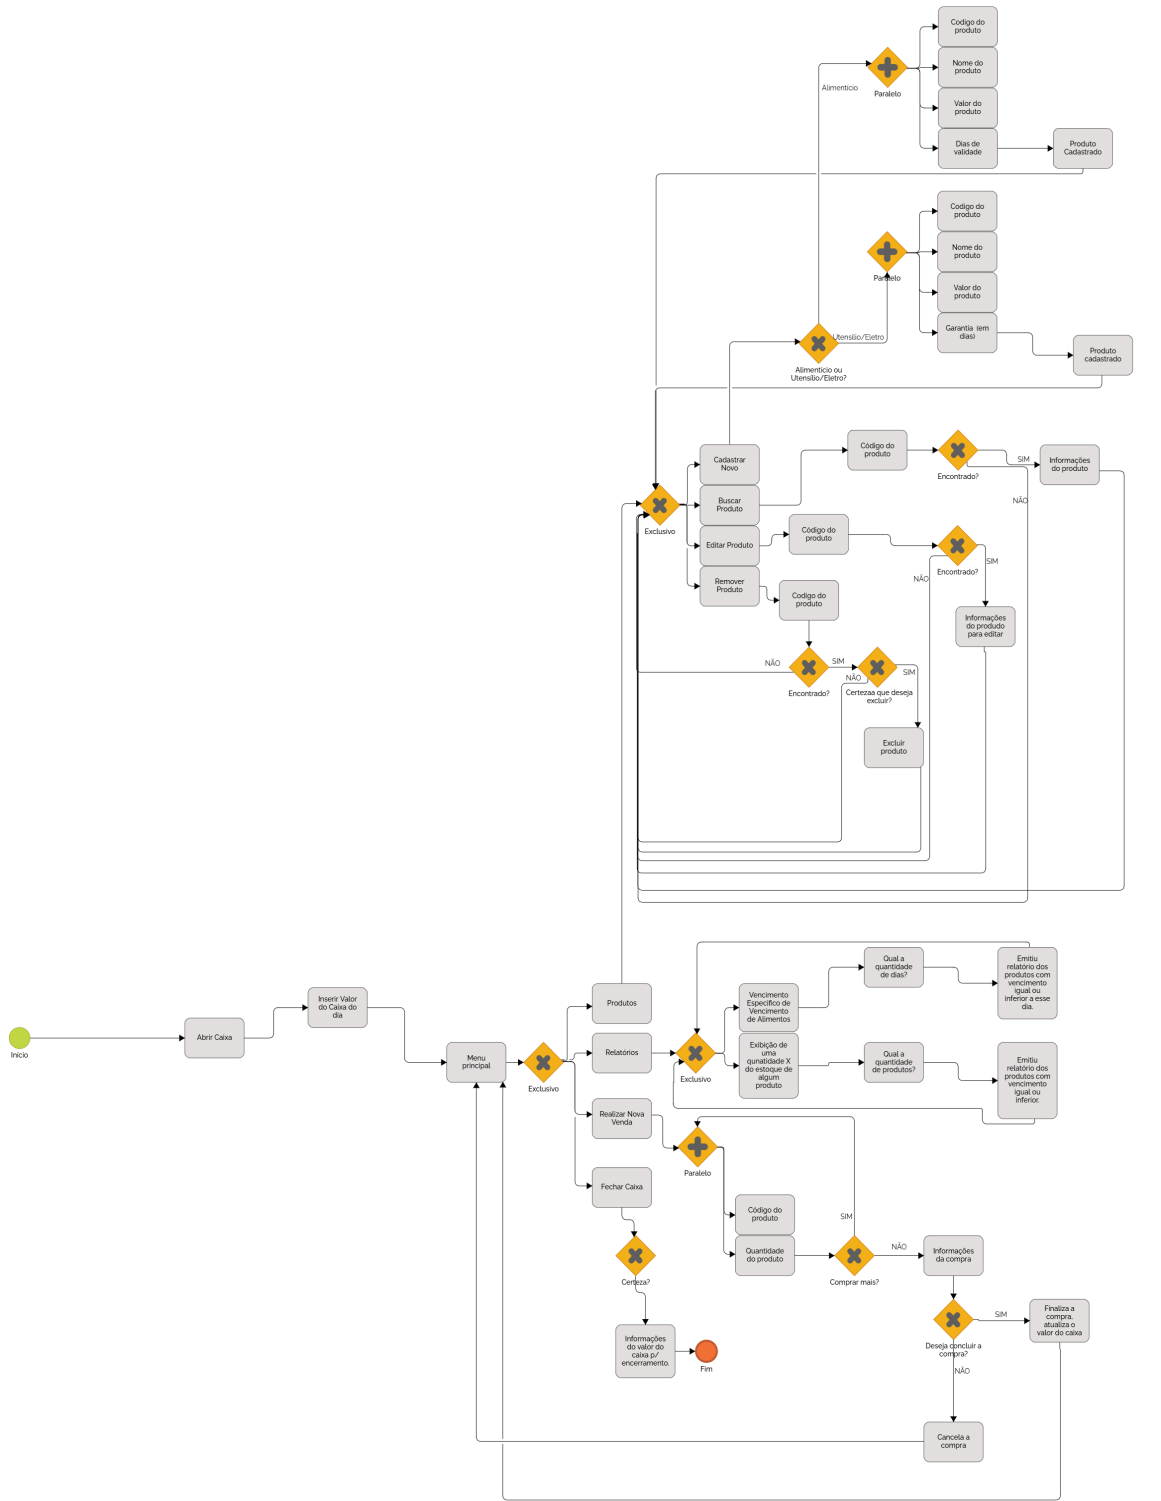 Codigo do
produto
Nome do
produto
Paralelo
Alimenticio
Valor do
produto
Dias de
validade
Produto
Cadastrado
Codigo do
produto
Nome do
produto
Paralelo
Valor do
produto
Garantia (em
dias)
Utensilio/Eletro
Produto
cadastrado
Alimenticio ou
Utensilio/Eletro?
Cadastrar
Novo
Código do
produto
SIM
Encontrado?
Informações
do produto
NÃO
Buscar
Produto
Exclusivo
Editar Produto
Código do
produto
SIM
Encontrado?
NÃO
Remover
Produto
Codigo do
produto
Informações
do produdo
para editar
NÃO
SIM
Encontrado?
NÃO
SIM
Certezaa que deseja
excluir?
Excluir
produto
Qual a
quantidade
de dias?
Emitiu
relatório dos
produtos com
vencimento
igual ou
inferior a esse
dia.
Inserir Valor
do Caixa do
dia
Produtos
Vencimento
Especifico de
Vencimento
de Alimentos
Inicio
Abrir Caixa
Menu
principal
Exclusivo
Relatórios
Exclusivo
Exibição de
uma
qunatidade X
do estoque de
algum
produto
Qual a
quantidade
de produtos?
Emitiu
relatório dos
produtos com
vencimento
igual ou
inferior.
Realizar Nova
Venda
Paralelo
Fechar Caixa
Código do
produto
SIM
Quantidade
do produto
Comprar mais?
NÃO
Informações
da compra
Certeza?
Informações
do valor do
caixa p/
encerramento.
Fim
Deseja concluir a
compra?
SIM
Finaliza a
compra,
atualiza o
valor do caixa
NÃO
Cancela a
compra